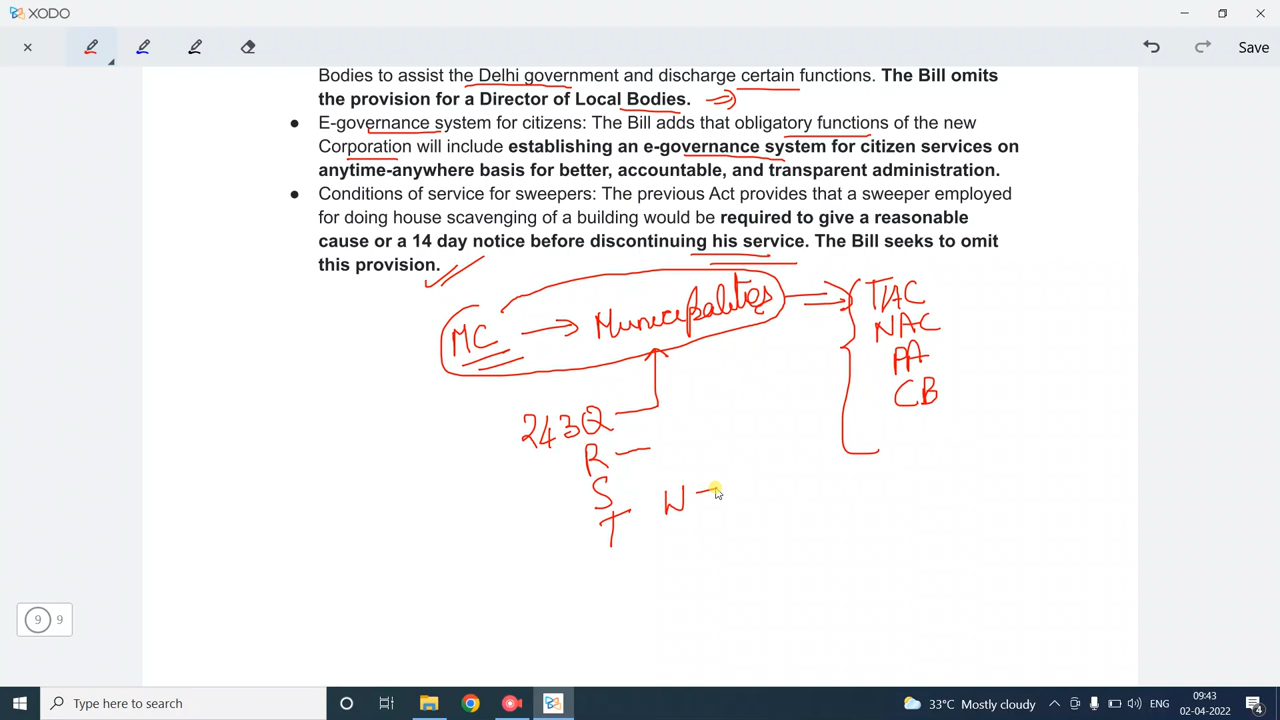 XODO
Save
Bodies to assist the Delhi government and discharge certain functions. The Bill omits
the provision for a Director of Local Bodies.
● E-governance system for citizens: The Bill adds that obligatory functions of the new
Corporation will include establishing an e-governance system for citizen services on
anytime-anywhere basis for better, accountable, and transparent administration.
● Conditions of service for sweepers: The previous Act provides that a sweeper employed
for doing house scavenging of a building would be required to give a reasonable
cause or a 14 day notice before discontinuing his service. The Bill seeks to omit
this provision.
MC → Municipalities
TAC
NAC
PA
CB
243Q
R
S
T
W
9 9
Type here to search
33°C Mostly cloudy
ENG
09:43
02-04-2022
4